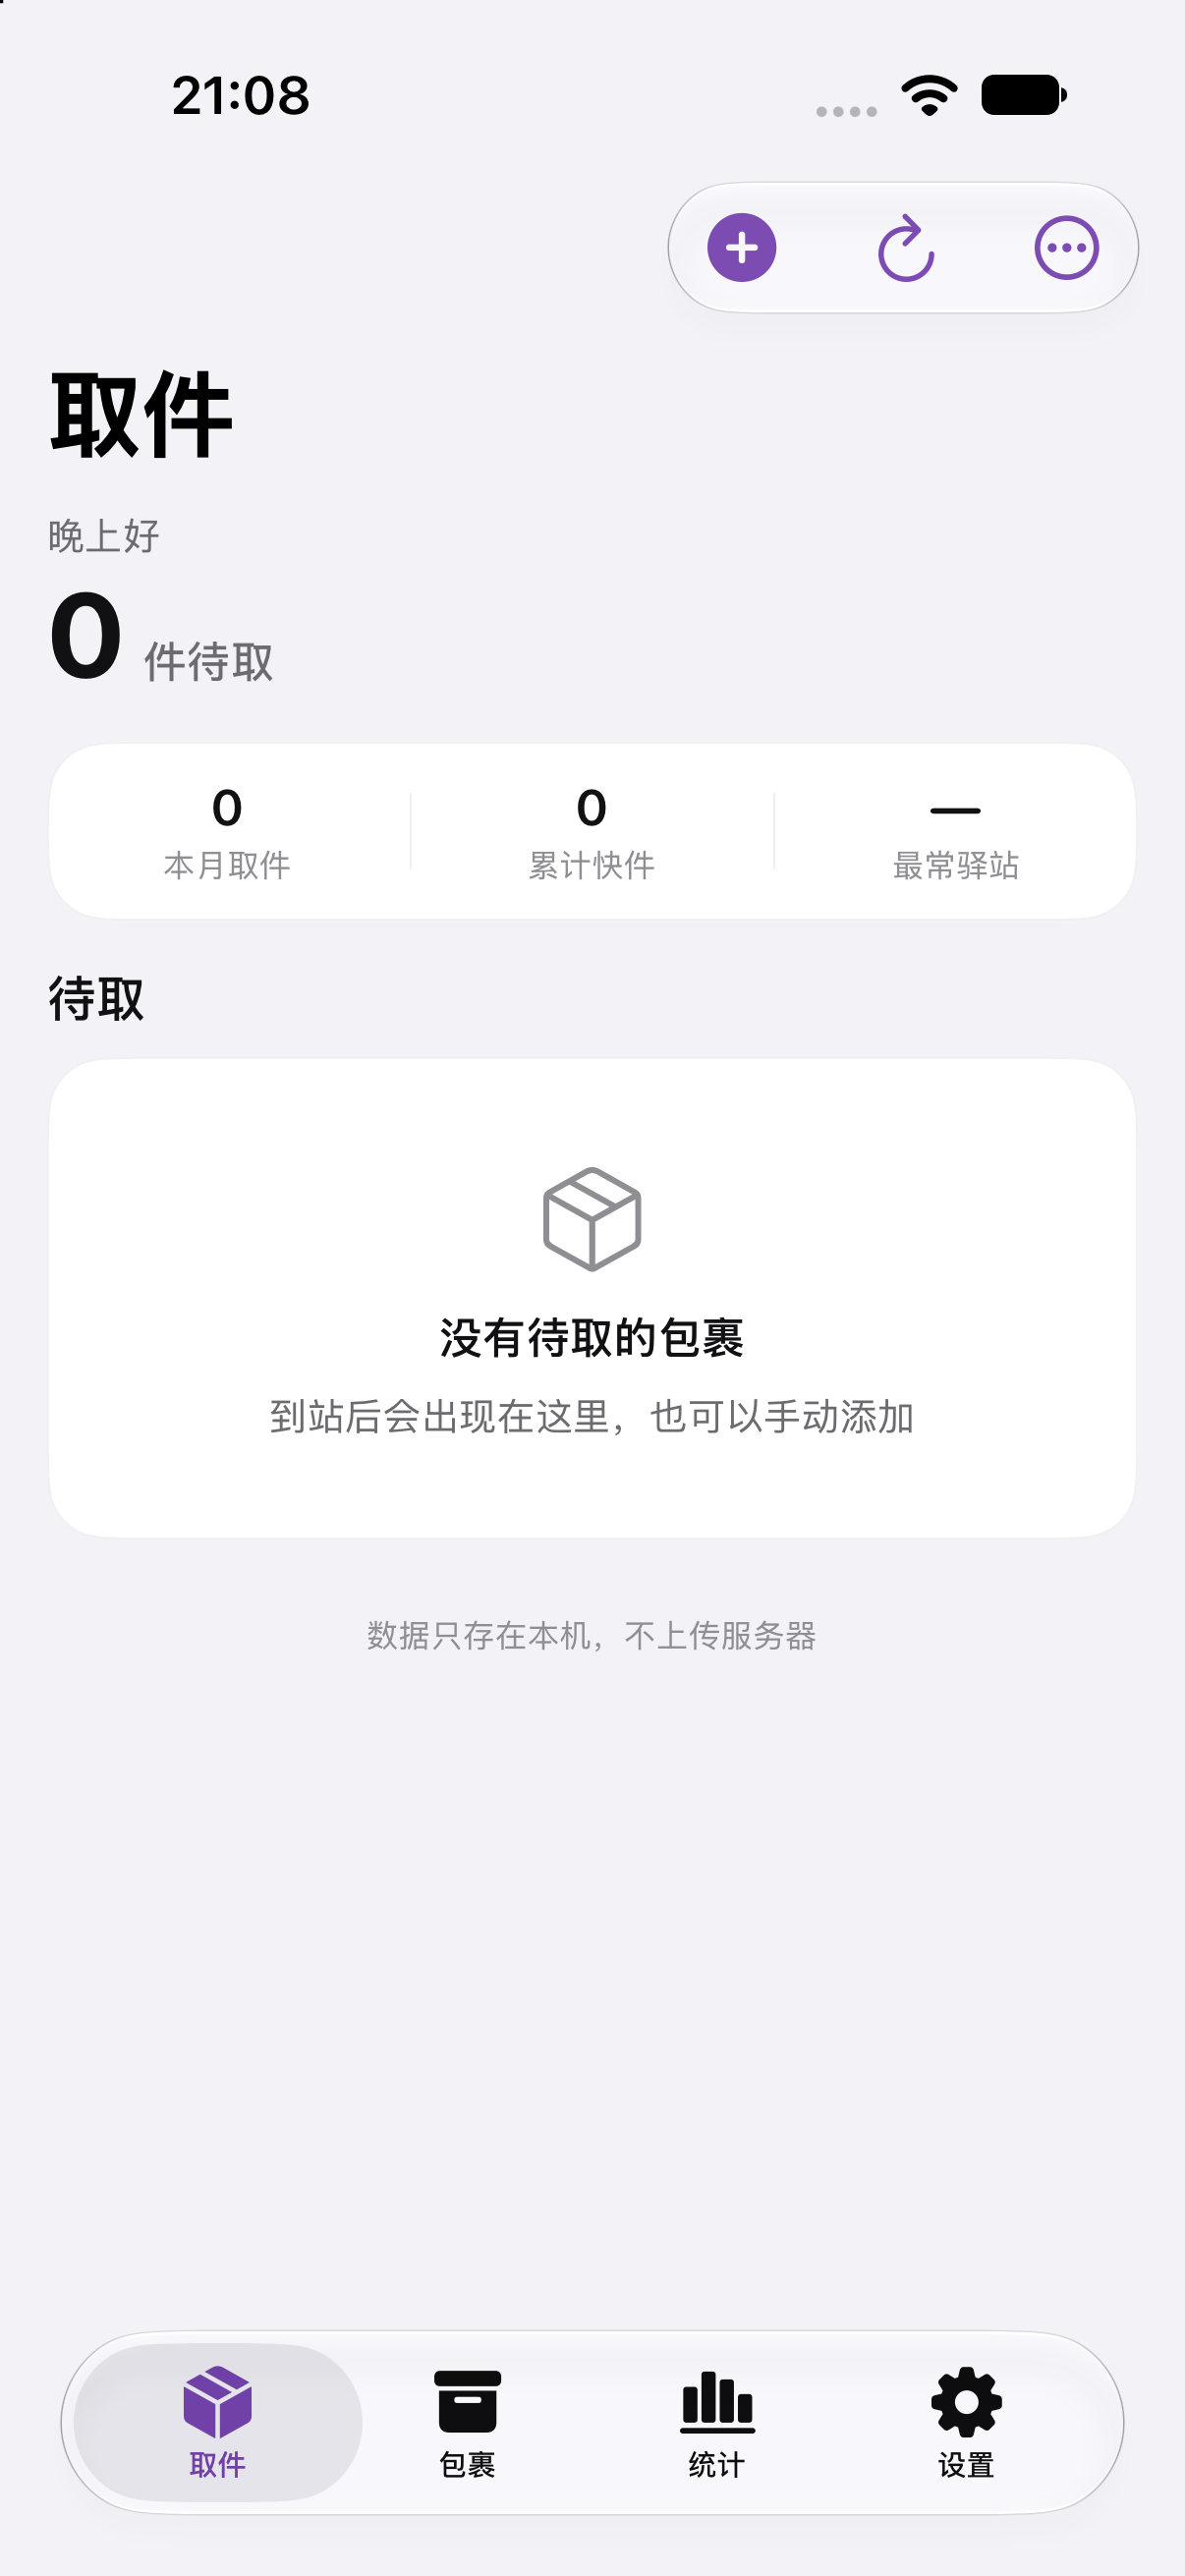 21:08
取件
晚上好
0 件待取
0 0 —
本月取件 累计快件 最常驿站
待取
没有待取的包裹
到站后会出现在这里，也可以手动添加
数据只存在本机，不上传服务器
取件 包裹 统计 设置